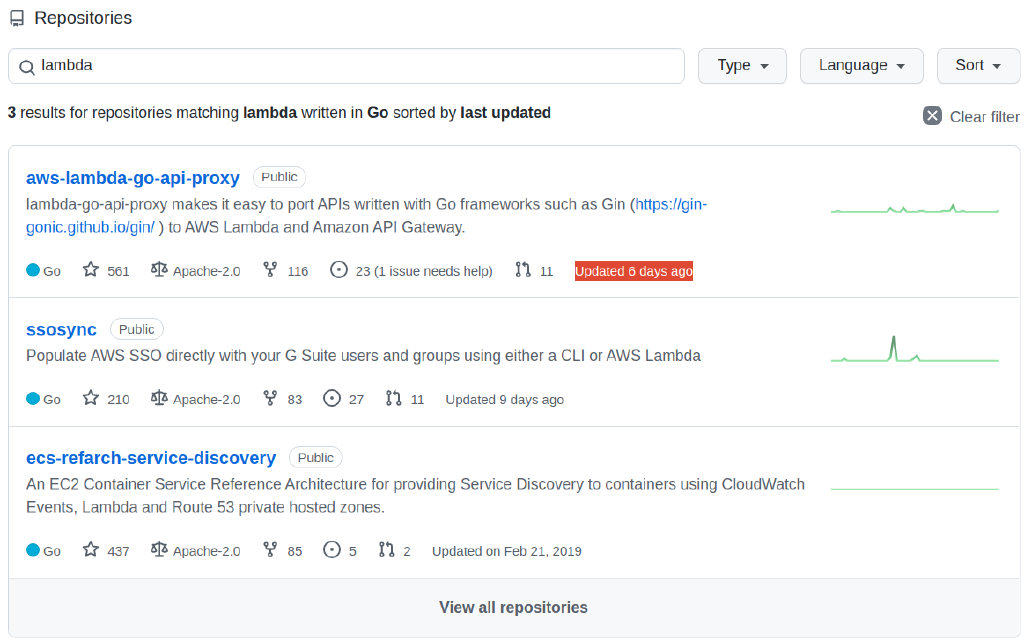 Repositories
lambda
Type
Language
Sort
3 results for repositories matching lambda written in Go sorted by last updated
Clear filter
aws-lambda-go-api-proxy Public
lambda-go-api-proxy makes it easy to port APIs written with Go frameworks such as Gin (https://gin-
gonic.github.io/gin/ ) to AWS Lambda and Amazon API Gateway.
Go 561 Apache-2.0 116 23 (1 issue needs help) 11 Updated 6 days ago
ssosync Public
Populate AWS SSO directly with your G Suite users and groups using either a CLI or AWS Lambda
Go 210 Apache-2.0 83 27 11 Updated 9 days ago
ecs-refarch-service-discovery Public
An EC2 Container Service Reference Architecture for providing Service Discovery to containers using CloudWatch
Events, Lambda and Route 53 private hosted zones.
Go 437 Apache-2.0 85 5 2 Updated on Feb 21, 2019
View all repositories